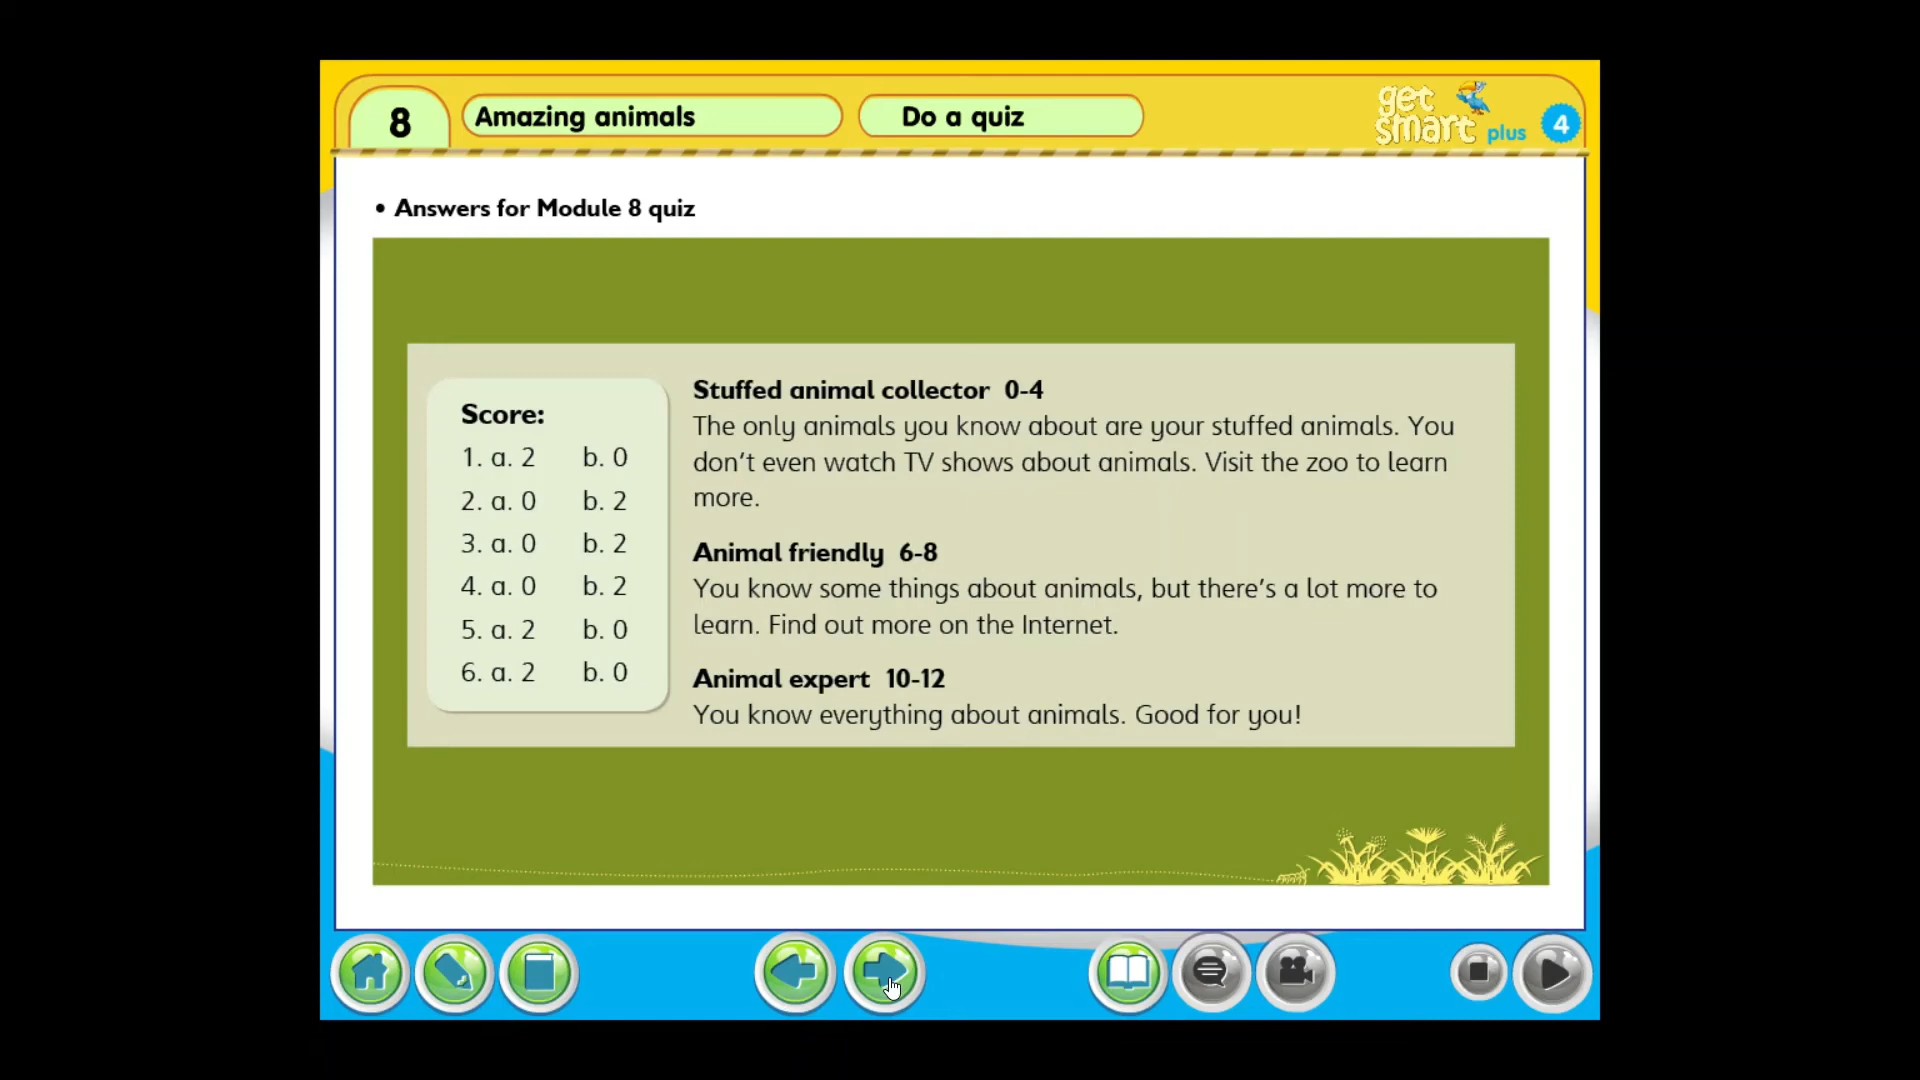 8
Amazing animals
Do a quiz
get
smart plus 4
• Answers for Module 8 quiz
Score:
1. a. 2 b. 0
2. a. 0 b. 2
3. a. 0 b. 2
4. a. 0 b. 2
5. a. 2 b. 0
6. a. 2 b. 0
Stuffed animal collector 0-4
The only animals you know about are your stuffed animals. You
don't even watch TV shows about animals. Visit the zoo to learn
more.
Animal friendly 6-8
You know some things about animals, but there's a lot more to
learn. Find out more on the Internet.
Animal expert 10-12
You know everything about animals. Good for you!